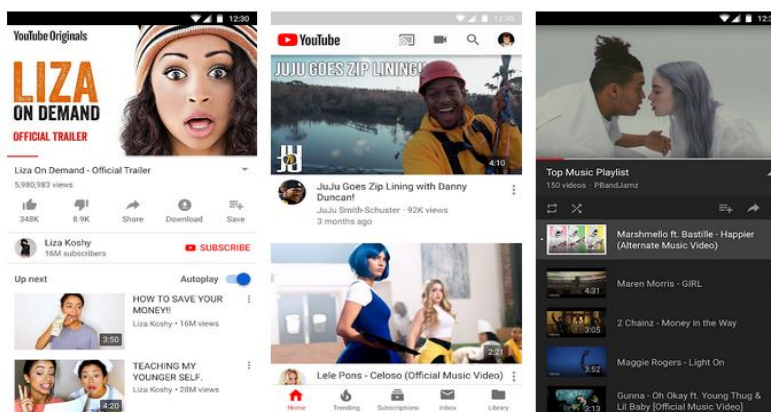 12:30
YouTube Originals
LIZA
ON DEMAND
OFFICIAL TRAILER
Liza On Demand - Official Trailer
5,980,983 views
348K
8.9K
Share
Download
Save
Liza Koshy
16M subscribers
SUBSCRIBE
Up next
Autoplay
HOW TO SAVE YOUR
MONEY!!
Liza Koshy • 16M views
3:50
TEACHING MY
YOUNGER SELF.
Liza Koshy • 28M views
4:20
12:30
YouTube
JUJU GOES ZIP LINING!
4:10
JuJu Goes Zip Lining with Danny
Duncan!
JuJu Smith-Schuster · 92K views
3 months ago
2:21
Lele Pons - Celoso (Official Music Video)
Home
Trending
Subscriptions
Inbox
Library
Top Music Playlist
150 videos · PBandJamz
Marshmello ft. Bastille - Happier
(Alternate Music Video)
4:31
Maren Morris - GIRL
3:05
2 Chainz - Money in the Way
3:52
Maggie Rogers - Light On
3:13
Gunna - Oh Okay ft. Young Thug &
Lil Baby [Official Music Video]